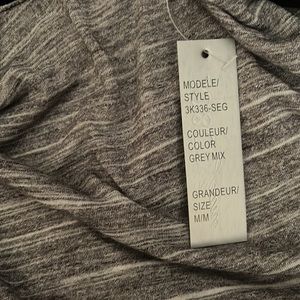 MODELE/
STYLE
3K336-SEG
COULEUR/
COLOR
GREY MIX
GRANDEUR/
SIZE
M/M